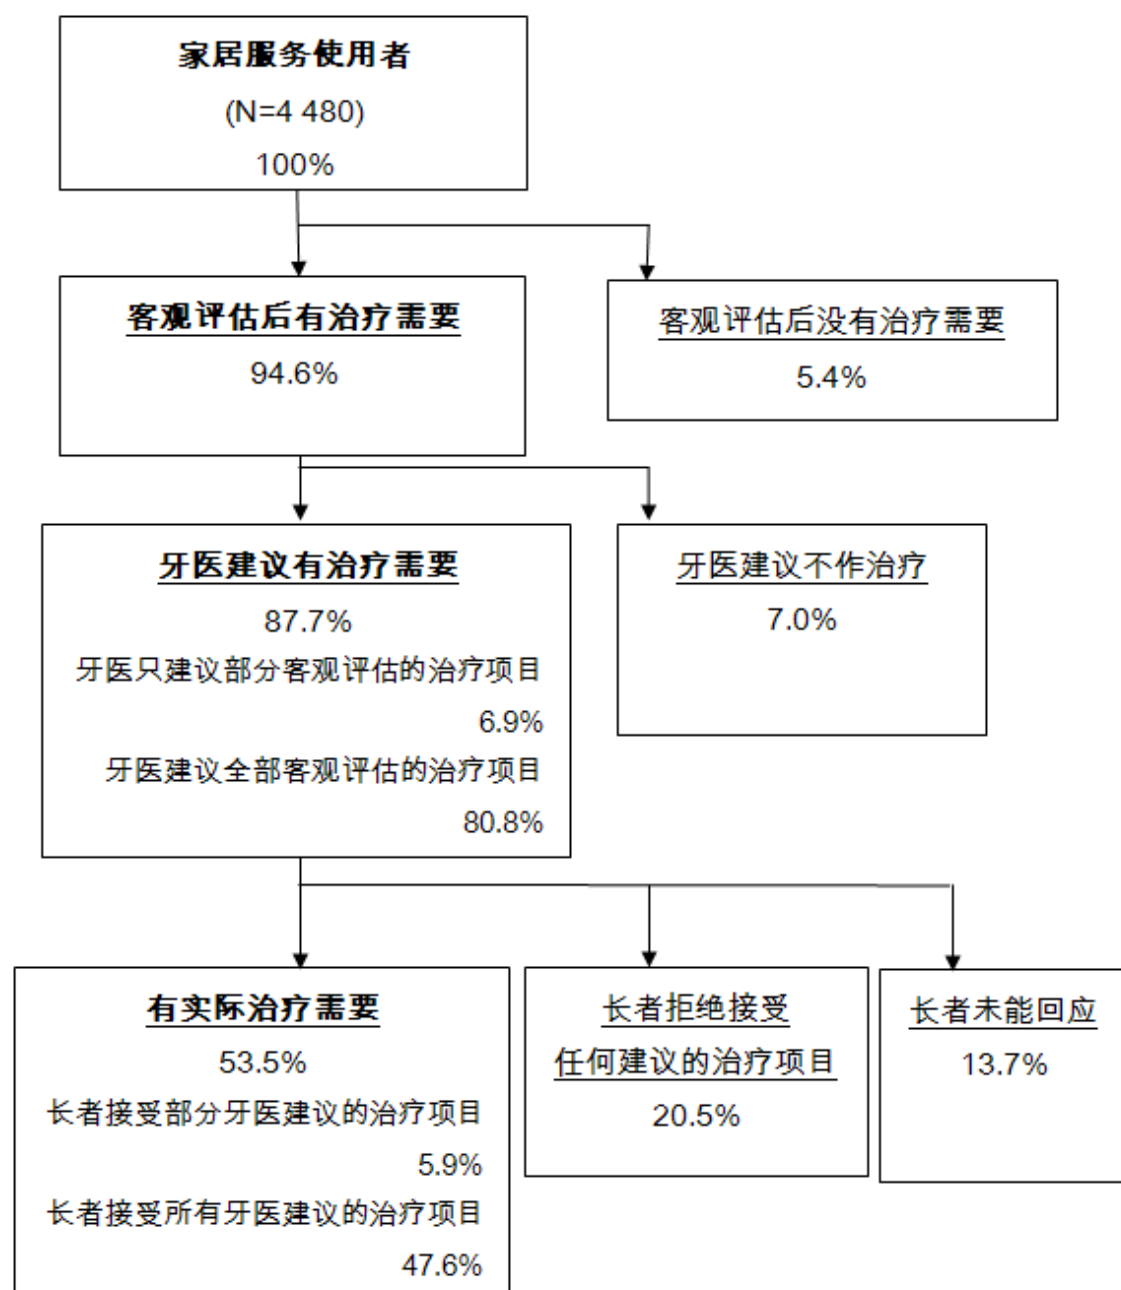 家居服务使用者
(N=4 480)
100%
客观评估后有治疗需要
94.6%
客观评估后没有治疗需要
5.4%
牙医建议有治疗需要
87.7%
牙医只建议部分客观评估的治疗项目
6.9%
牙医建议全部客观评估的治疗项目
80.8%
牙医建议不作治疗
7.0%
有实际治疗需要
53.5%
长者接受部分牙医建议的治疗项目
5.9%
长者接受所有牙医建议的治疗项目
47.6%
长者拒绝接受
任何建议的治疗项目
20.5%
长者未能回应
13.7%